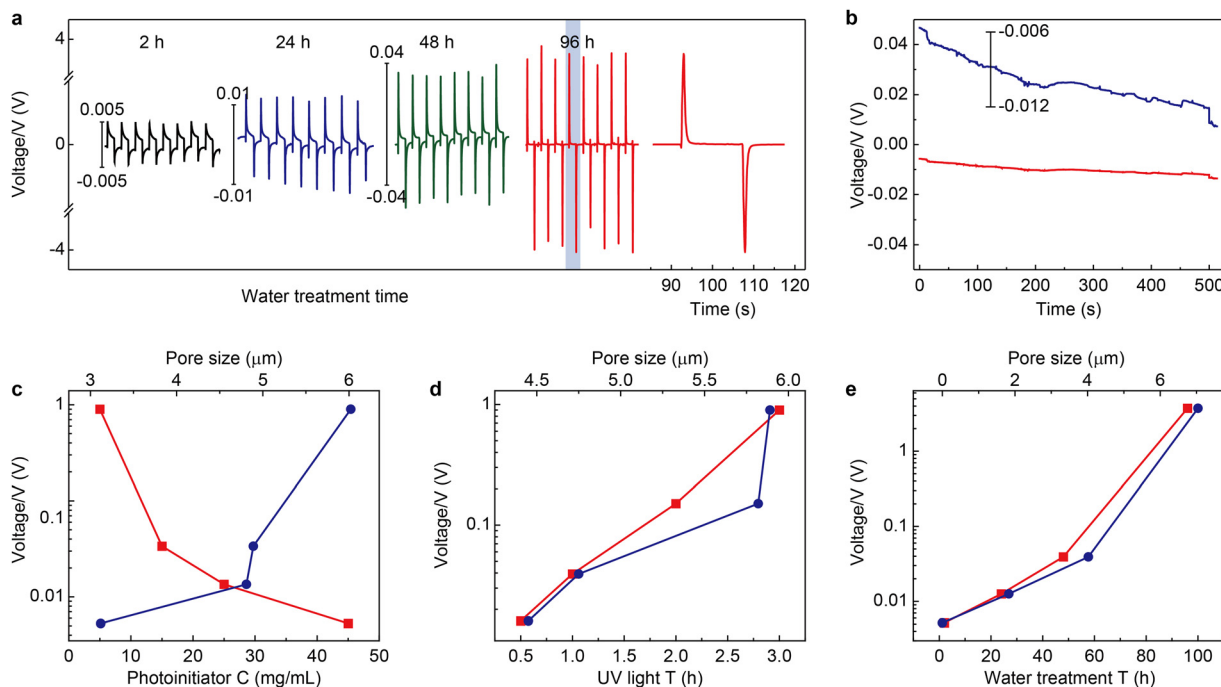 a
2 h 24 h 48 h 96 h
4
0
-4
Voltage/V (V)
0.005
-0.005
0.01
-0.01
0.04
-0.04
Water treatment time
90 100 110 120
Time (s)
b
0.04
0.02
0.00
-0.02
-0.04
Voltage/V (V)
-0.006
-0.012
0 100 200 300 400 500
Time (s)
c
Pore size (μm)
3 4 5 6
1
0.1
0.01
Voltage/V (V)
0 10 20 30 40 50
Photoinitiator C (mg/mL)
d
Pore size (μm)
4.5 5.0 5.5 6.0
1
0.1
Voltage/V (V)
0.5 1.0 1.5 2.0 2.5 3.0
UV light T (h)
e
Pore size (μm)
0 2 4 6
1
0.1
0.01
Voltage/V (V)
0 20 40 60 80 100
Water treatment T (h)